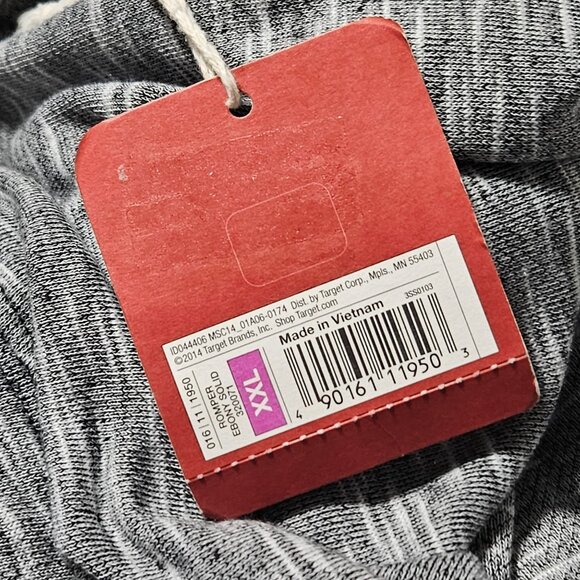 ID044406 MSC14_01A06-0174 Dist. by Target Corp., Mpls., MN 55403
©2014 Target Brands, Inc. Shop Target.com
3SS0103
Made in Vietnam
016 | 11 | 1950
ROMPER
EBONY SOLID
320071
XXL
4 90161 11950 3